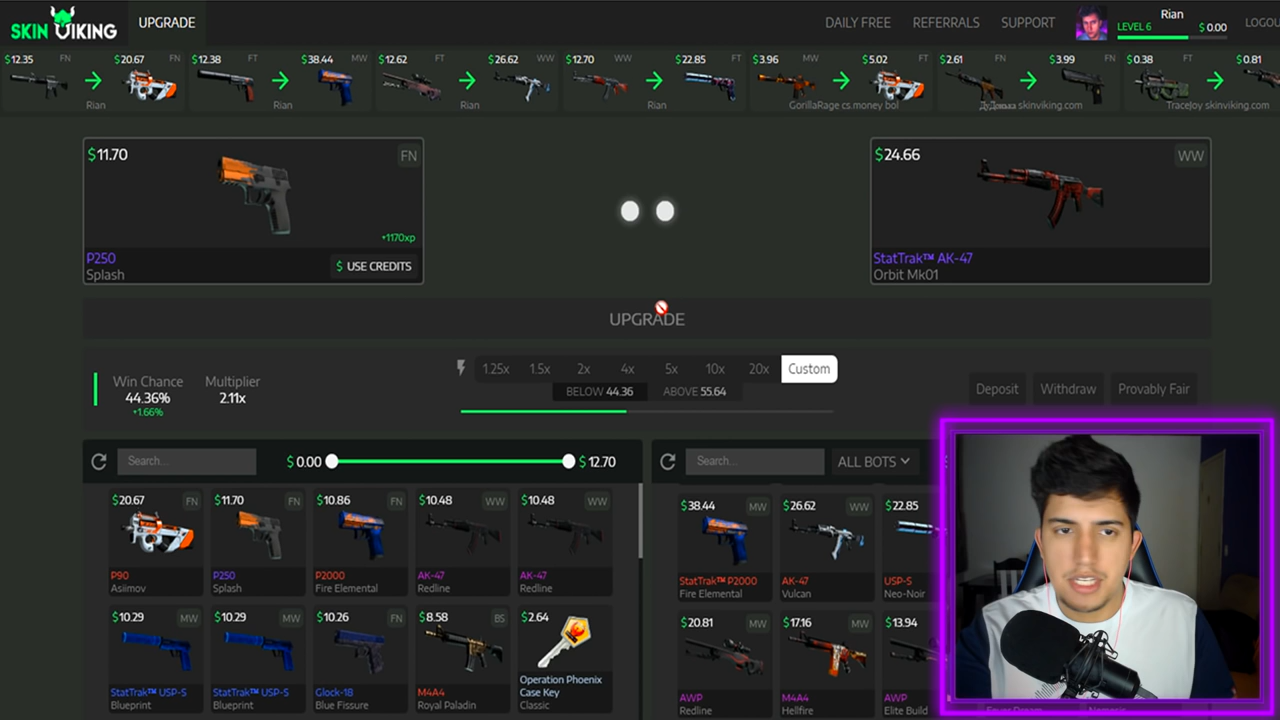 SKIN VIKING
UPGRADE
DAILY FREE
REFERRALS
SUPPORT
LEVEL 6
Rian
$0.00
LOGOU
$12.35 FN
$20.67 FN
Rian
$12.38 FT
$38.44 MW
Rian
$12.62 FT
$26.62 WW
Rian
$12.70 WW
$22.85 FT
Rian
$3.96 MW
$5.02 FT
GorillaRage cs.money bol
$2.61 FN
$3.99 FN
ДуДонька skinviking.com
$0.38 FT
$0.81
TraceJoy skinviking.com
$11.70
FN
+1170xp
P250
Splash
$ USE CREDITS
$24.66
WW
StatTrak™ AK-47
Orbit Mk01
UPGRADE
Win Chance
44.36%
+1.66%
Multiplier
2.11x
1.25x
1.5x
2x
4x
5x
10x
20x
Custom
BELOW 44.36
ABOVE 55.64
Deposit
Withdraw
Provably Fair
Search...
$0.00
$12.70
Search...
ALL BOTS
$20.67 FN
P90
Asiimov
$11.70 FN
P250
Splash
$10.86 FN
P2000
Fire Elemental
$10.48 WW
AK-47
Redline
$10.48 WW
AK-47
Redline
$10.29 MW
StatTrak™ USP-S
Blueprint
$10.29 MW
StatTrak™ USP-S
Blueprint
$10.26 FN
Glock-18
Blue Fissure
$8.58 BS
M4A4
Royal Paladin
$2.64
Operation Phoenix
Case Key
Classic
$38.44 MW
StatTrak™ P2000
Fire Elemental
$26.62 WW
AK-47
Vulcan
$22.85
USP-S
Neo-Noir
$20.81 MW
AWP
Redline
$17.16 MW
M4A4
Hellfire
$13.94
AWP
Elite Build